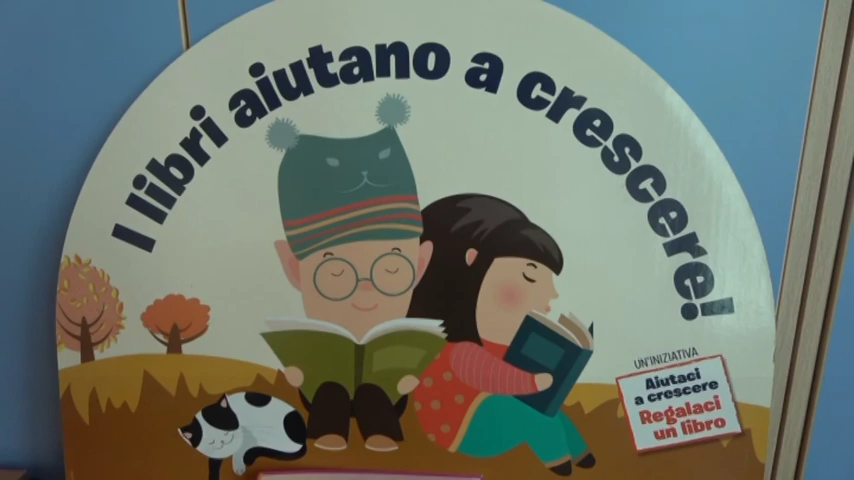 I libri aiutano a crescere!
UN'INIZIATIVA
Aiutaci
a crescere
Regalaci
un libro